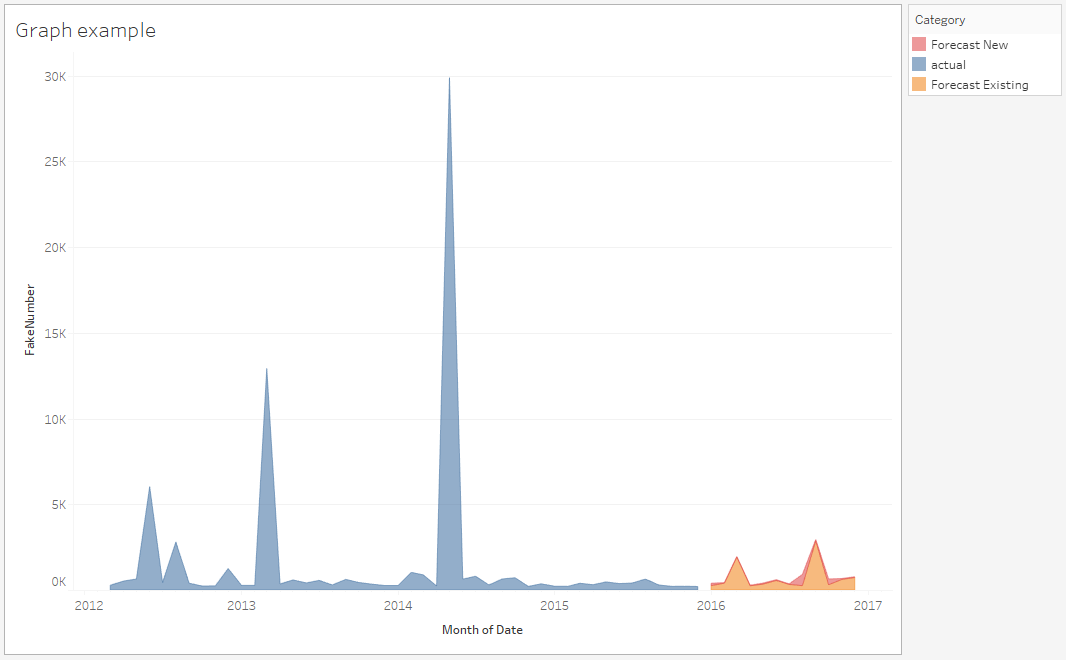 Graph example
Category
Forecast New
actual
Forecast Existing
30K
25K
20K
15K
10K
5K
0K
FakeNumber
2012 2013 2014 2015 2016 2017
Month of Date